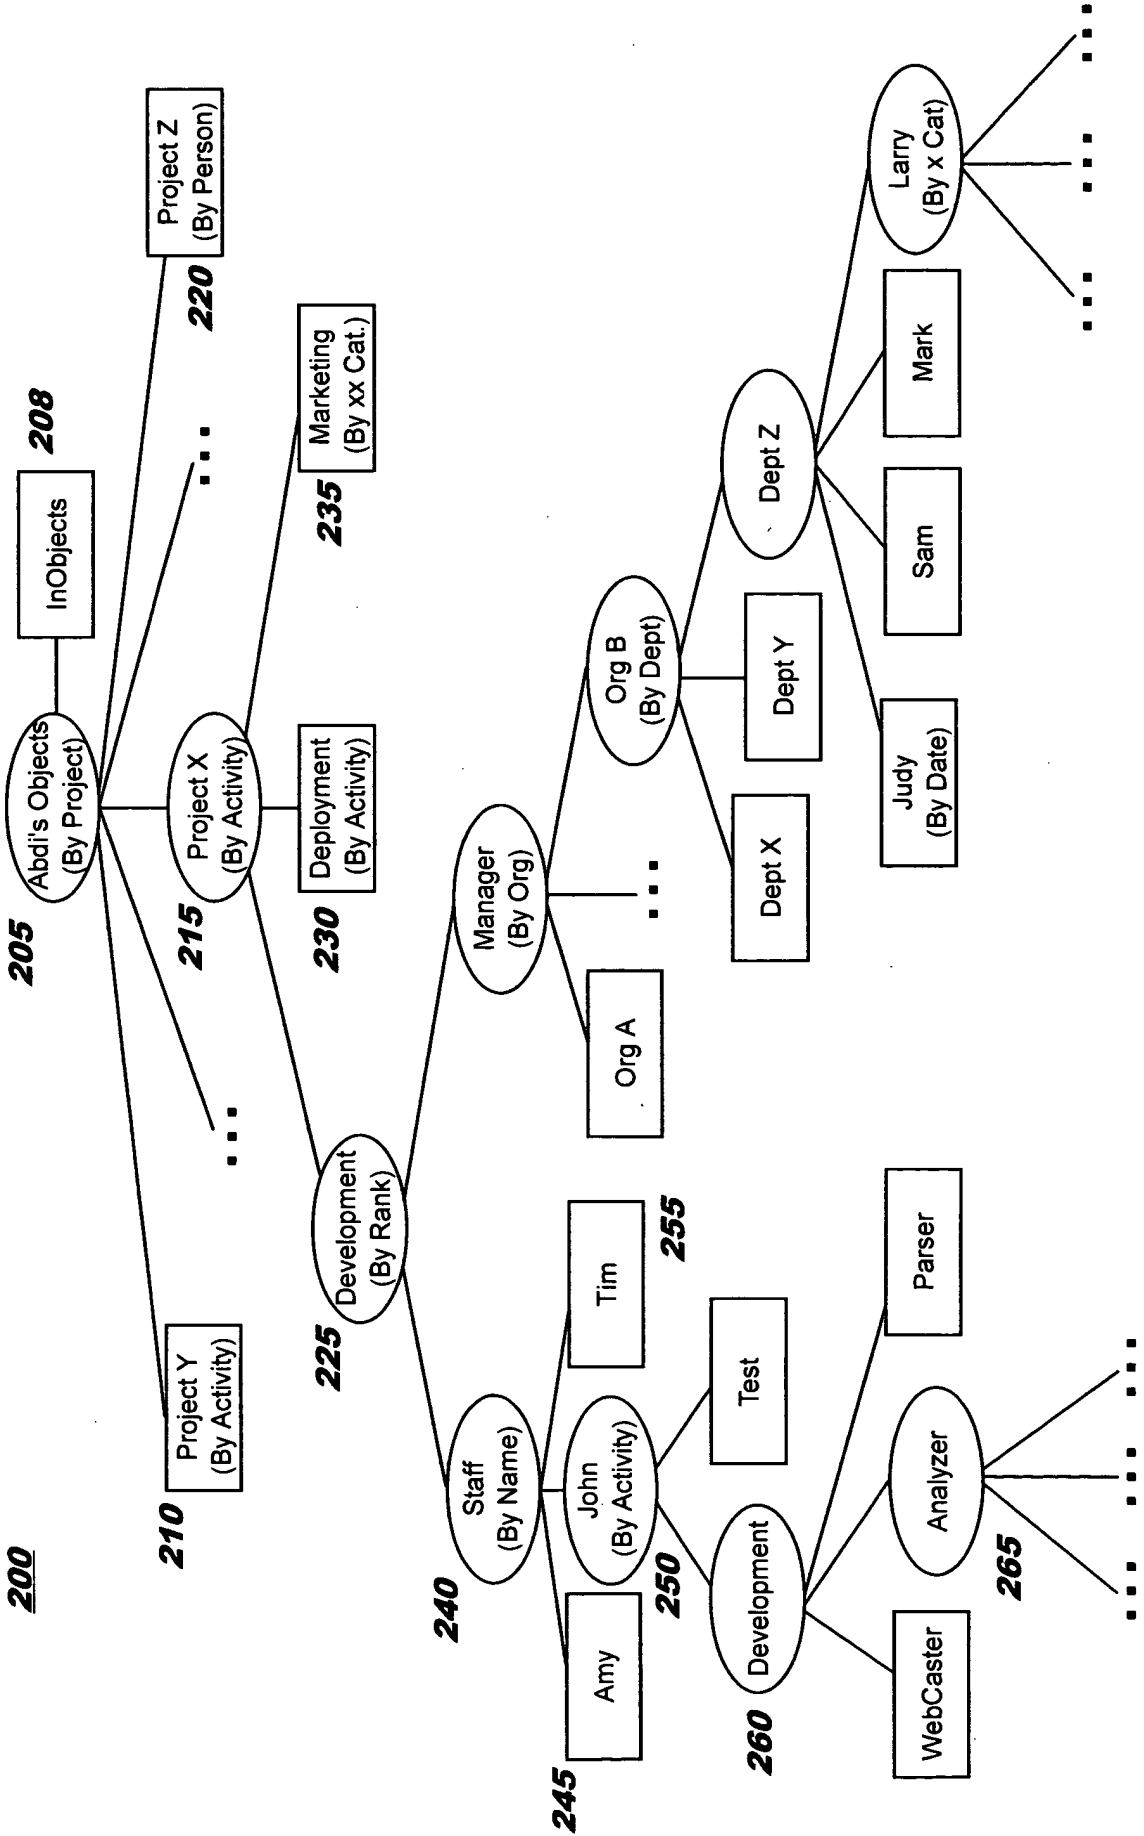 200
205
Abdi's Objects
(By Project)
InObjects
208
210
Project Y
(By Activity)
...
215
Project X
(By Activity)
...
Project Z
(By Person)
220
225
Development
(By Rank)
Deployment
(By Activity)
230
Marketing
(By xx Cat.)
235
240
Staff
(By Name)
Manager
(By Org)
245
Amy
John
(By Activity)
250
Tim
255
Org A
...
Org B
(By Dept)
260
Development
Test
Dept X
Dept Y
Dept Z
WebCaster
Analyzer
265
Parser
Judy
(By Date)
Sam
Mark
Larry
(By x Cat)
...
...
...
...
...
...